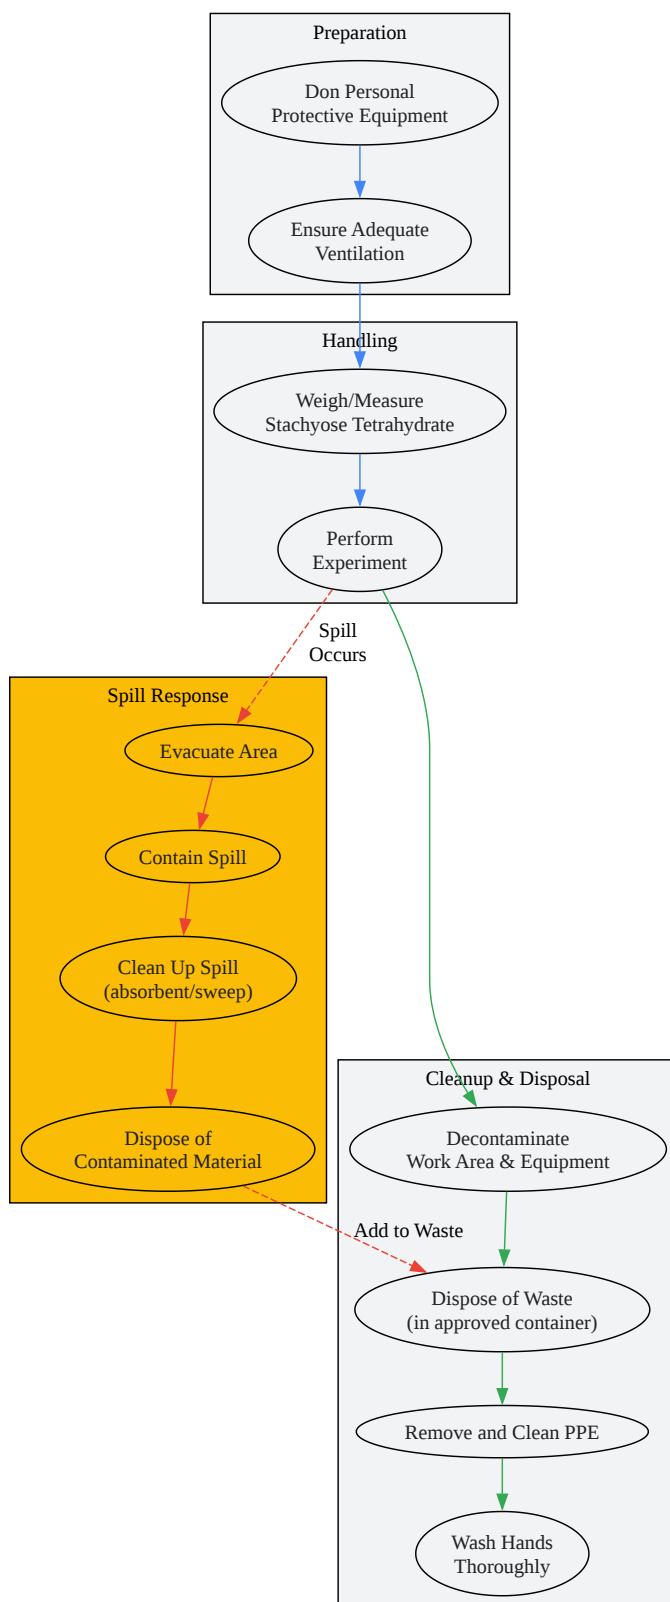 Preparation
Don Personal
Protective Equipment
Ensure Adequate
Ventilation
Handling
Weigh/Measure
Stachyose Tetrahydrate
Perform
Experiment
Spill
Occurs
Spill Response
Evacuate Area
Contain Spill
Clean Up Spill
(absorbent/sweep)
Dispose of
Contaminated Material
Cleanup & Disposal
Decontaminate
Work Area & Equipment
Add to Waste
Dispose of Waste
(in approved container)
Remove and Clean PPE
Wash Hands
Thoroughly